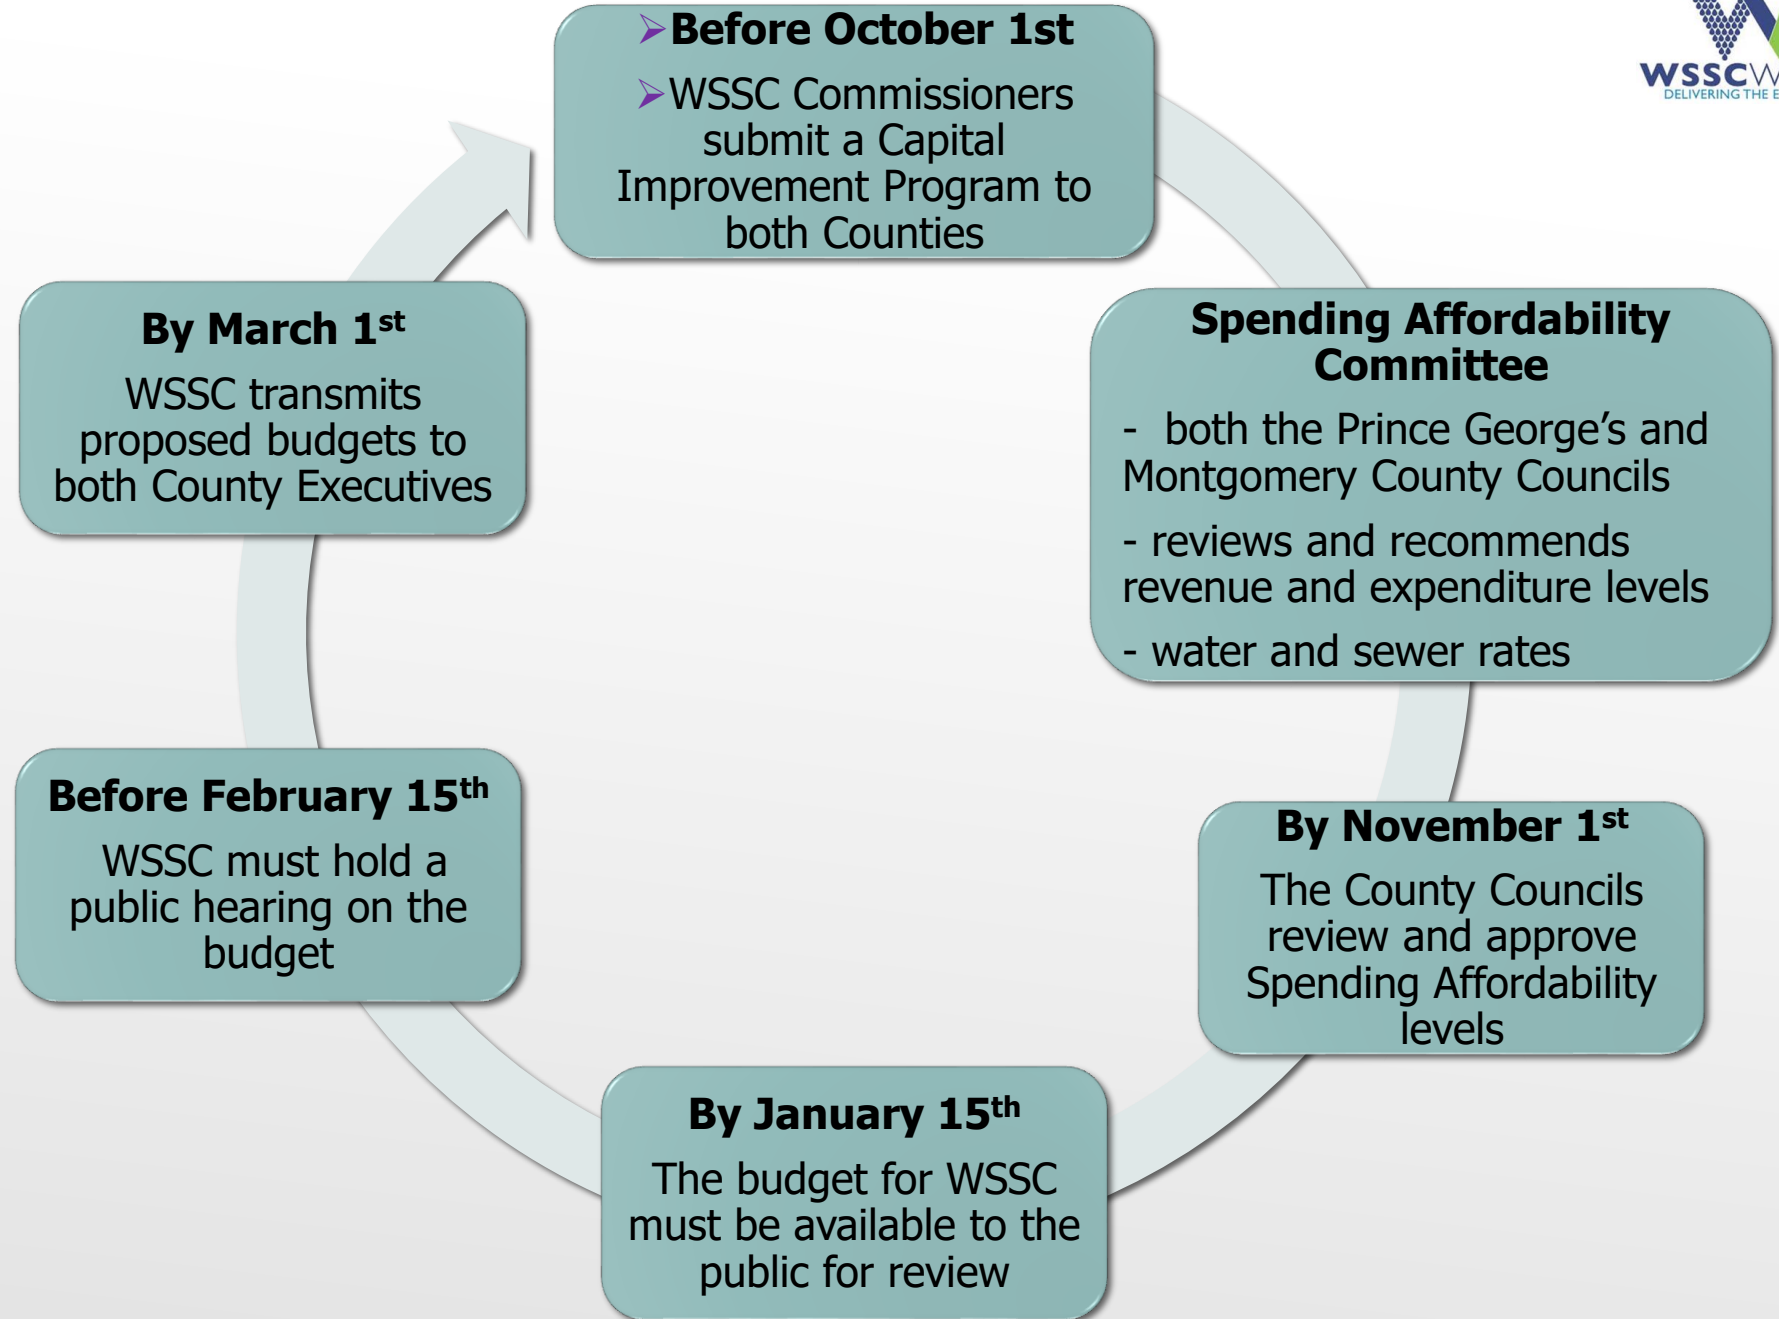 ➢Before October 1st
➢WSSC Commissioners
submit a Capital
Improvement Program to
both Counties
WSSC
DELIVERING THE
Spending Affordability
Committee
- both the Prince George’s and
Montgomery County Councils
- reviews and recommends
revenue and expenditure levels
- water and sewer rates
By November 1st
The County Councils
review and approve
Spending Affordability
levels
By January 15th
The budget for WSSC
must be available to the
public for review
Before February 15th
WSSC must hold a
public hearing on the
budget
By March 1st
WSSC transmits
proposed budgets to
both County Executives